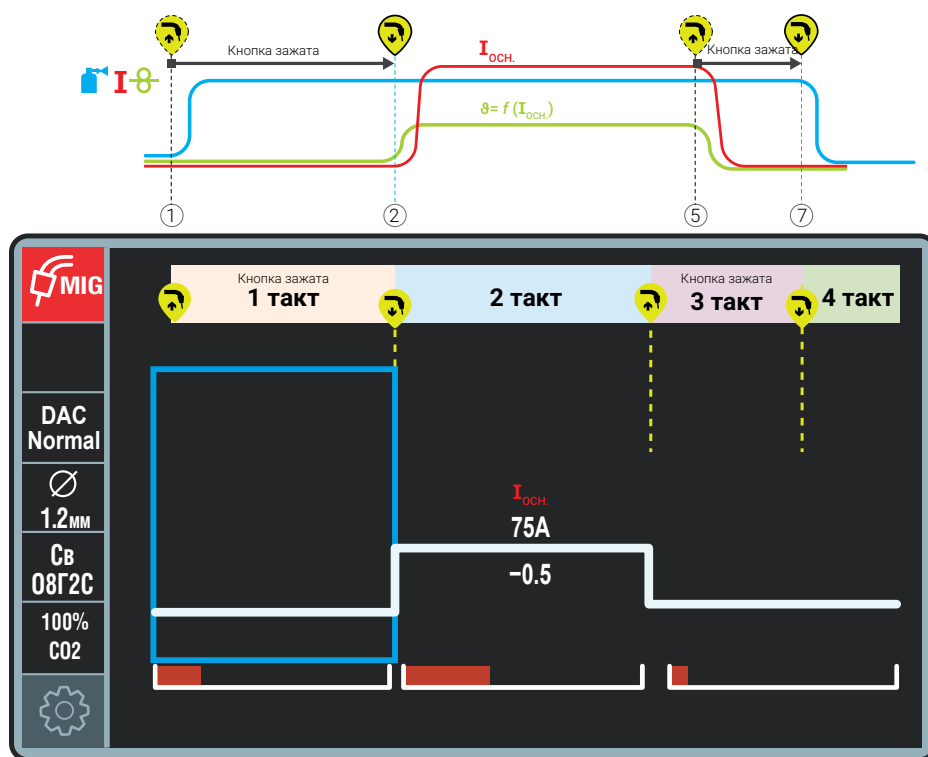 Кнопка зажата
Iосн.
Кнопка зажата
I
ϑ= f (Iосн.)
1
2
5
7
MIG
Кнопка зажата
1 такт
2 такт
Кнопка зажата
3 такт
4 такт
DAC
Normal
1.2мм
Св
08Г2С
100%
CO2
Iосн.
75А
−0.5